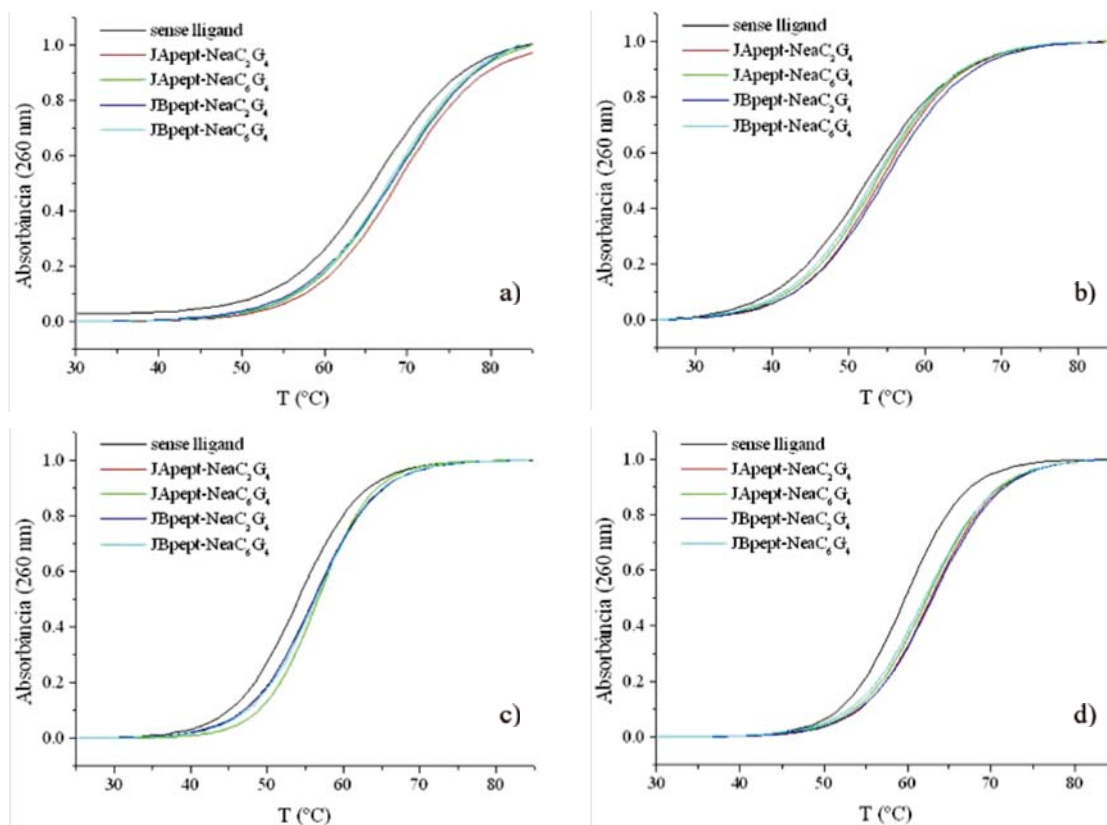 sense lligand
JApept-NeaC₂G₄
JApept-NeaC₆G₄
JBpept-NeaC₂G₄
JBpept-NeaC₆G₄
Absorbància (260 nm)
1.0
0.8
0.6
0.4
0.2
0.0
a)
30 40 50 60 70 80
T (°C)
sense lligand
JApept-NeaC₂G₄
JApept-NeaC₆G₄
JBpept-NeaC₂G₄
JBpept-NeaC₆G₄
Absorbància (260 nm)
1.0
0.8
0.6
0.4
0.2
0.0
b)
30 40 50 60 70 80
T (°C)
sense lligand
JApept-NeaC₂G₄
JApept-NeaC₆G₄
JBpept-NeaC₂G₄
JBpept-NeaC₆G₄
Absorbància (260 nm)
1.0
0.8
0.6
0.4
0.2
0.0
c)
30 40 50 60 70 80
T (°C)
sense lligand
JApept-NeaC₂G₄
JApept-NeaC₆G₄
JBpept-NeaC₂G₄
JBpept-NeaC₆G₄
Absorbància (260 nm)
1.0
0.8
0.6
0.4
0.2
0.0
d)
30 40 50 60 70 80
T (°C)